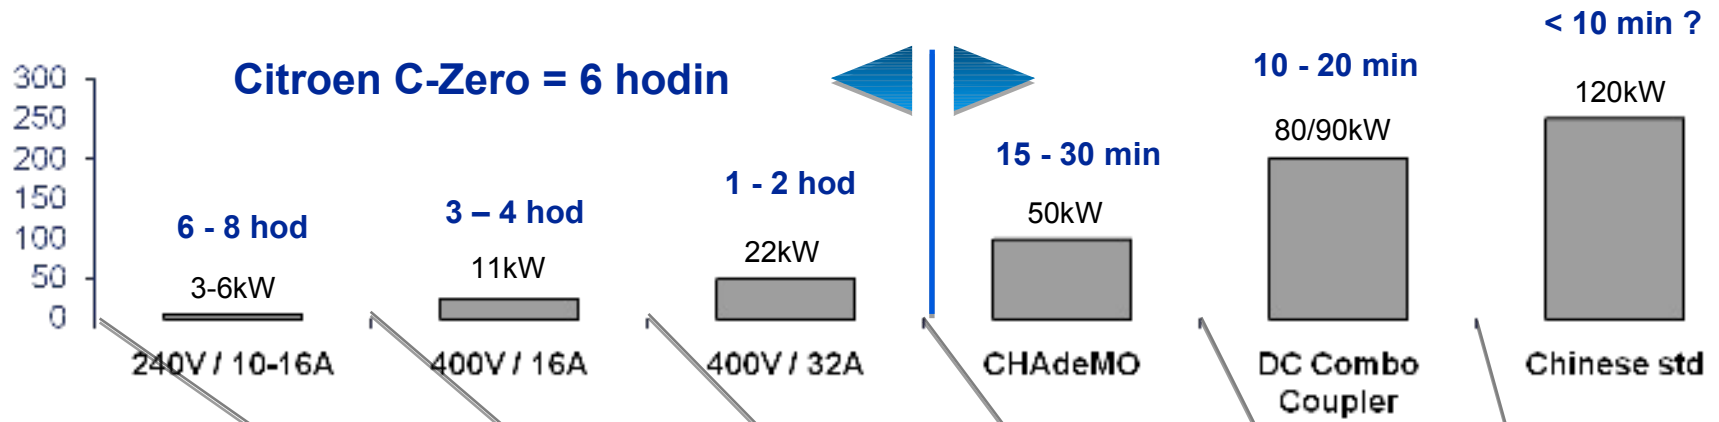 < 10 min ?
Citroen C-Zero = 6 hodin
10 - 20 min
300
250
200
150
100
50
0
120kW
80/90kW
15 - 30 min
1 - 2 hod
50kW
3 – 4 hod
6 - 8 hod
22kW
11kW
3-6kW
240V / 10-16A
400V / 16A
400V / 32A
CHAdeMO
DC Combo
Coupler
Chinese std